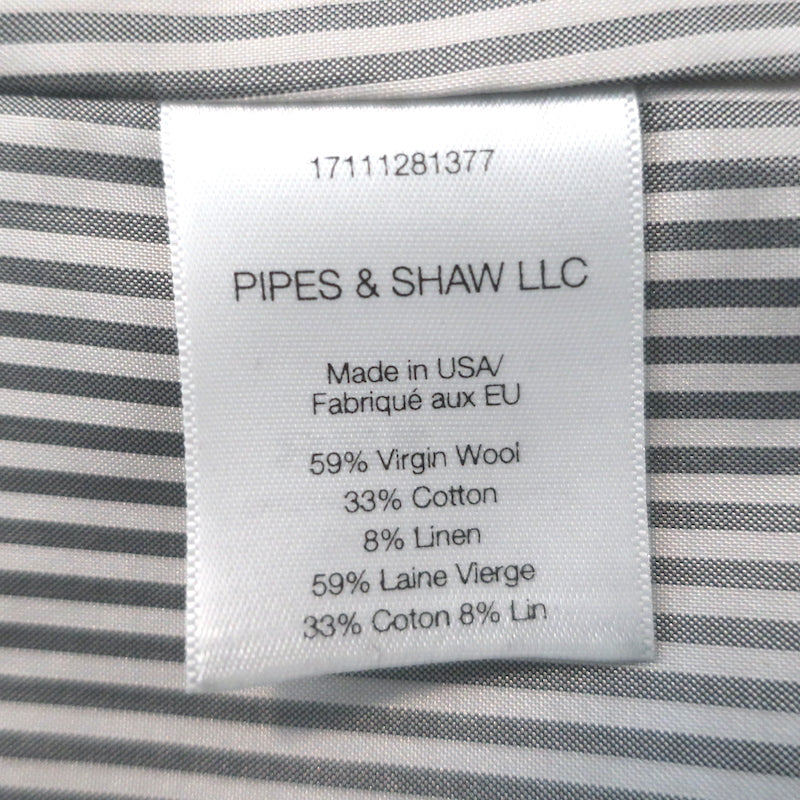 17111281377
PIPES & SHAW LLC
Made in USA/
Fabriqué aux EU
59% Virgin Wool
33% Cotton
8% Linen
59% Laine Vierge
33% Coton 8% Lin